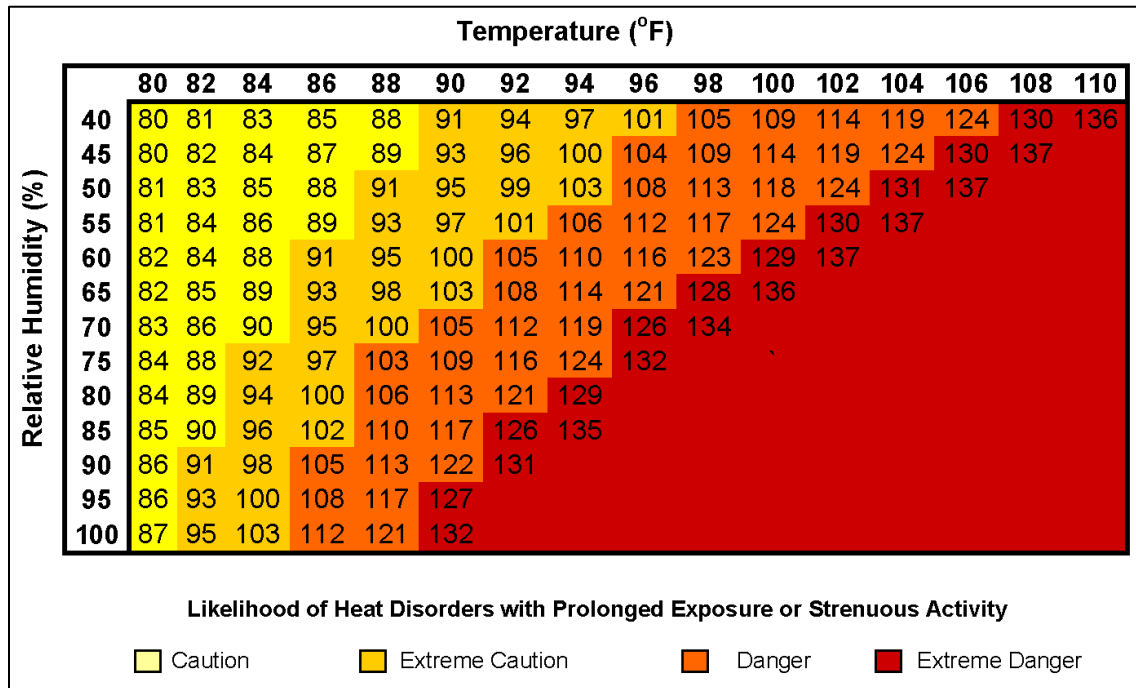 Temperature (°F)
80 82 84 86 88 90 92 94 96 98 100 102 104 106 108 110
Relative Humidity (%)
40 80 81 83 85 88 91 94 97 101 105 109 114 119 124 130 136
45 80 82 84 87 89 93 96 100 104 109 114 119 124 130 137
50 81 83 85 88 91 95 99 103 108 113 118 124 131 137
55 81 84 86 89 93 97 101 106 112 117 124 130 137
60 82 84 88 91 95 100 105 110 116 123 129 137
65 82 85 89 93 98 103 108 114 121 128 136
70 83 86 90 95 100 105 112 119 126 134
75 84 88 92 97 103 109 116 124 132 `
80 84 89 94 100 106 113 121 129
85 85 90 96 102 110 117 126 135
90 86 91 98 105 113 122 131
95 86 93 100 108 117 127
100 87 95 103 112 121 132
Likelihood of Heat Disorders with Prolonged Exposure or Strenuous Activity
Caution Extreme Caution Danger Extreme Danger